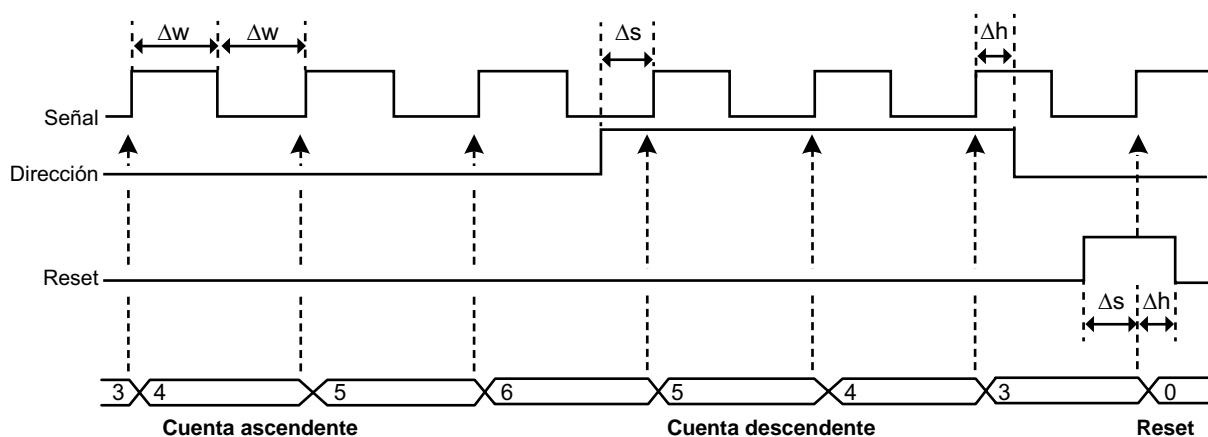 Δw Δw Δs Δh
Señal
Dirección
Reset
Δs Δh
3 4 5 6 5 4 3 0
Cuenta ascendente Cuenta descendente Reset